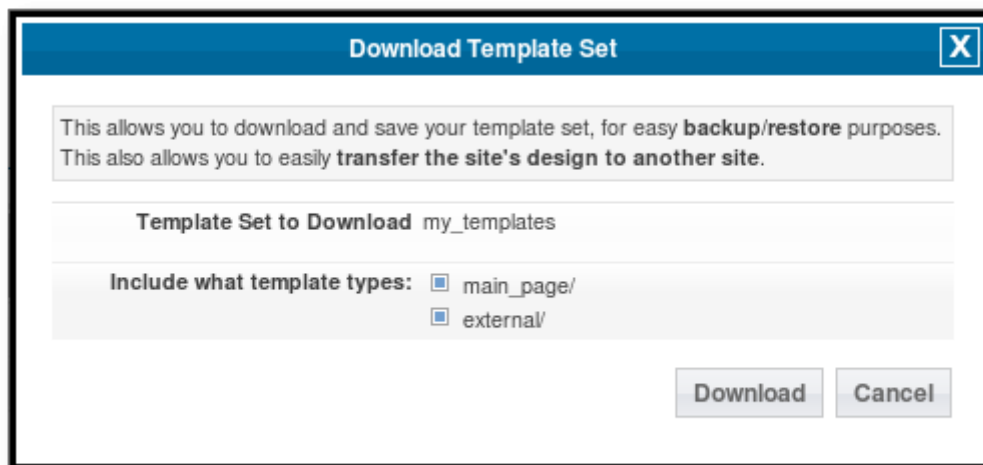 Download Template Set
X
This allows you to download and save your template set, for easy backup/restore purposes.
This also allows you to easily transfer the site's design to another site.
Template Set to Download my_templates
Include what template types: main_page/
external/
Download Cancel